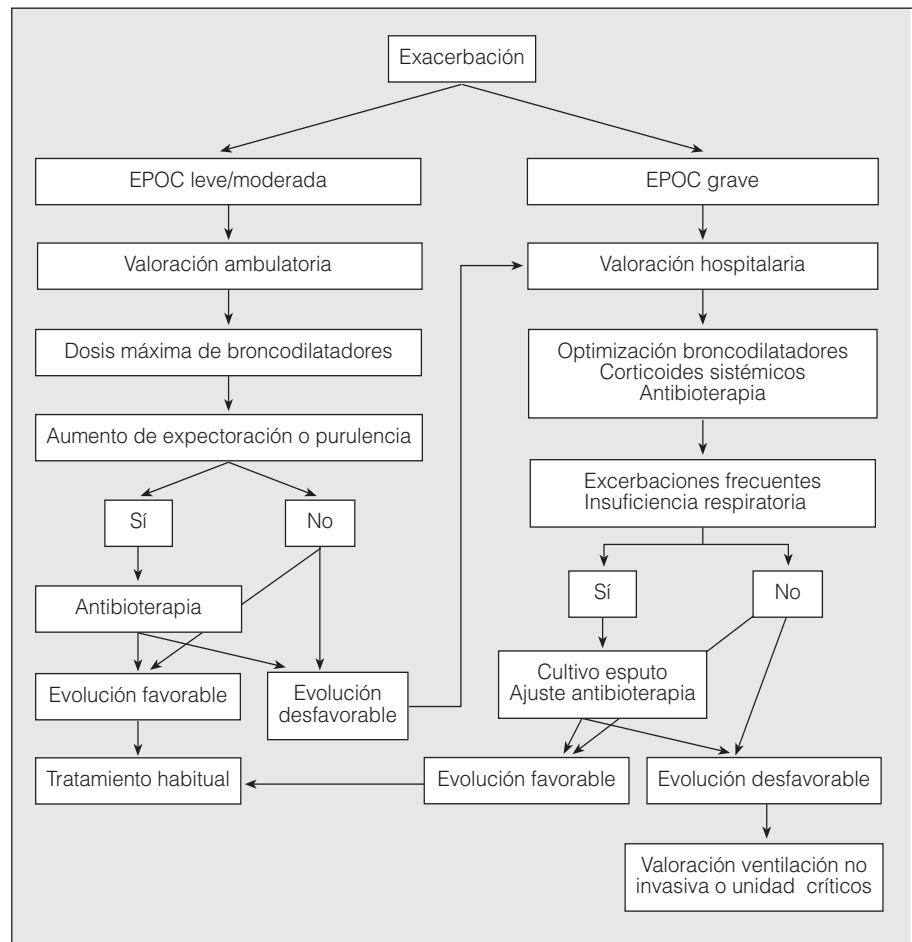 Exacerbación
EPOC leve/moderada
EPOC grave
Valoración ambulatoria
Valoración hospitalaria
Dosis máxima de broncodilatadores
Optimización broncodilatadores
Corticoides sistémicos
Antibioterapia
Aumento de expectoración o purulencia
Excerbaciones frecuentes
Insuficiencia respiratoria
Sí
No
Sí
No
Antibioterapia
Cultivo esputo
Ajuste antibioterapia
Evolución favorable
Evolución
desfavorable
Tratamiento habitual
Evolución favorable
Evolución desfavorable
Valoración ventilación no
invasiva o unidad críticos